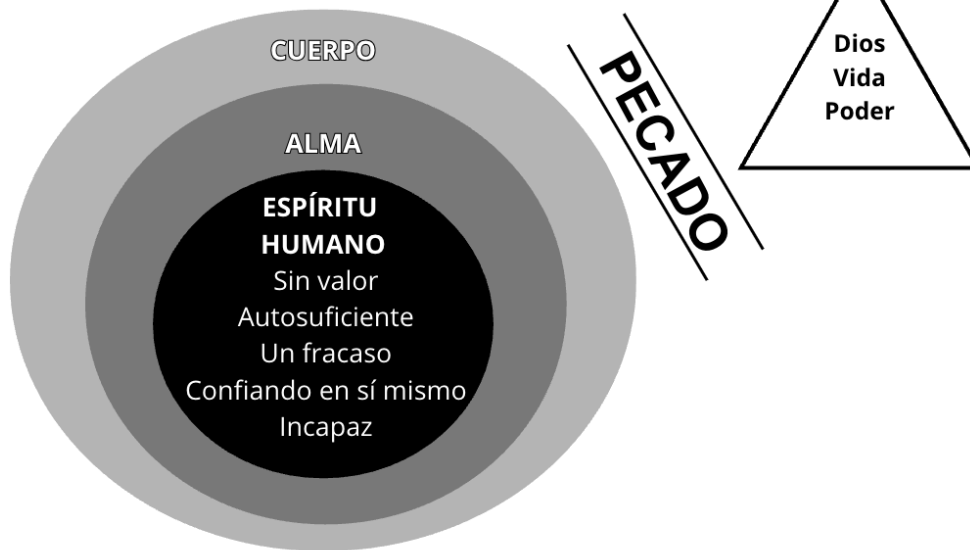 CUERPO
ALMA
ESPÍRITU
HUMANO
Sin valor
Autosuficiente
Un fracaso
Confiando en sí mismo
Incapaz
PECADO
Dios
Vida
Poder